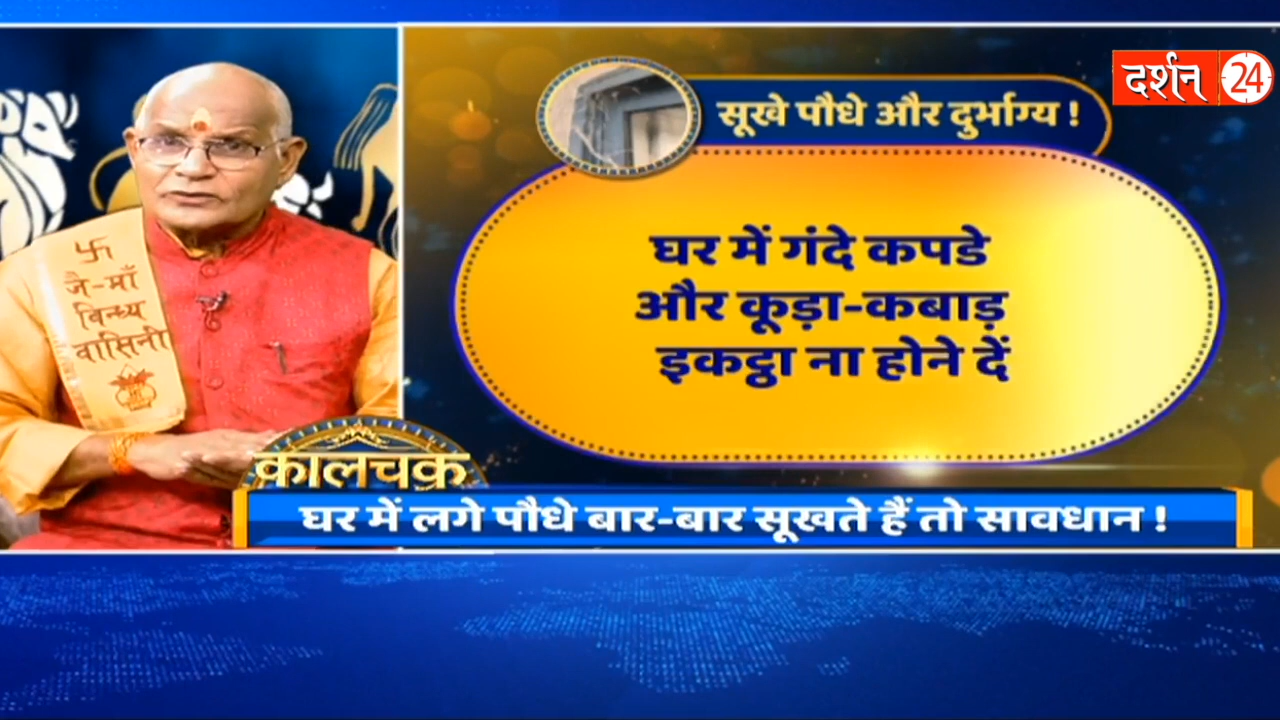 दर्शन 24
सूखे पौधे और दुर्भाग्य !
घर में गंदे कपडे
और कूड़ा-कबाड़
इकट्ठा ना होने दें
जै-माँ
विन्ध्य
वासिनी
कालचक्र
घर में लगे पौधे बार-बार सूखते हैं तो सावधान !